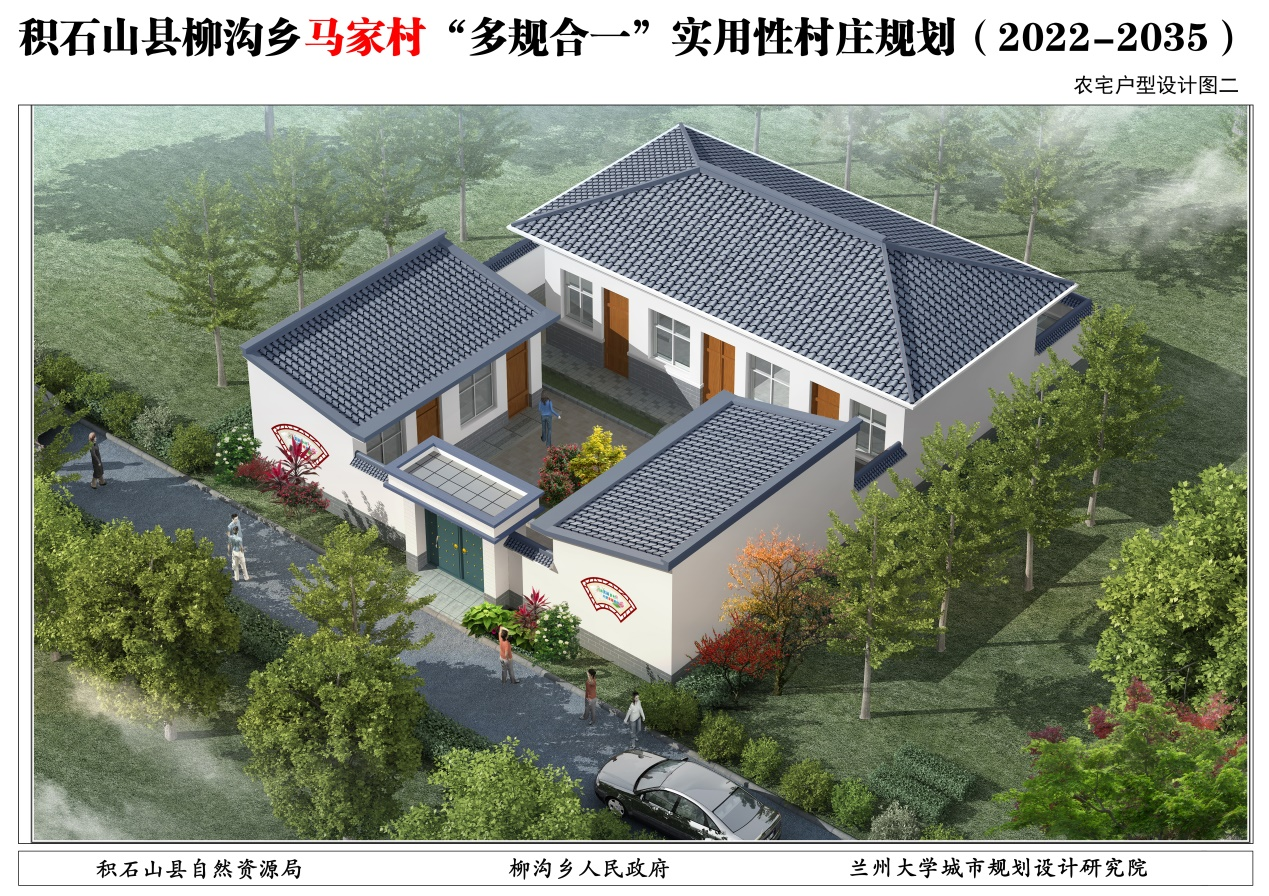 积石山县柳沟乡马家村“多规合一”实用性村庄规划（2022-2035）
农宅户型设计图二
积石山县自然资源局
柳沟乡人民政府
兰州大学城市规划设计研究院